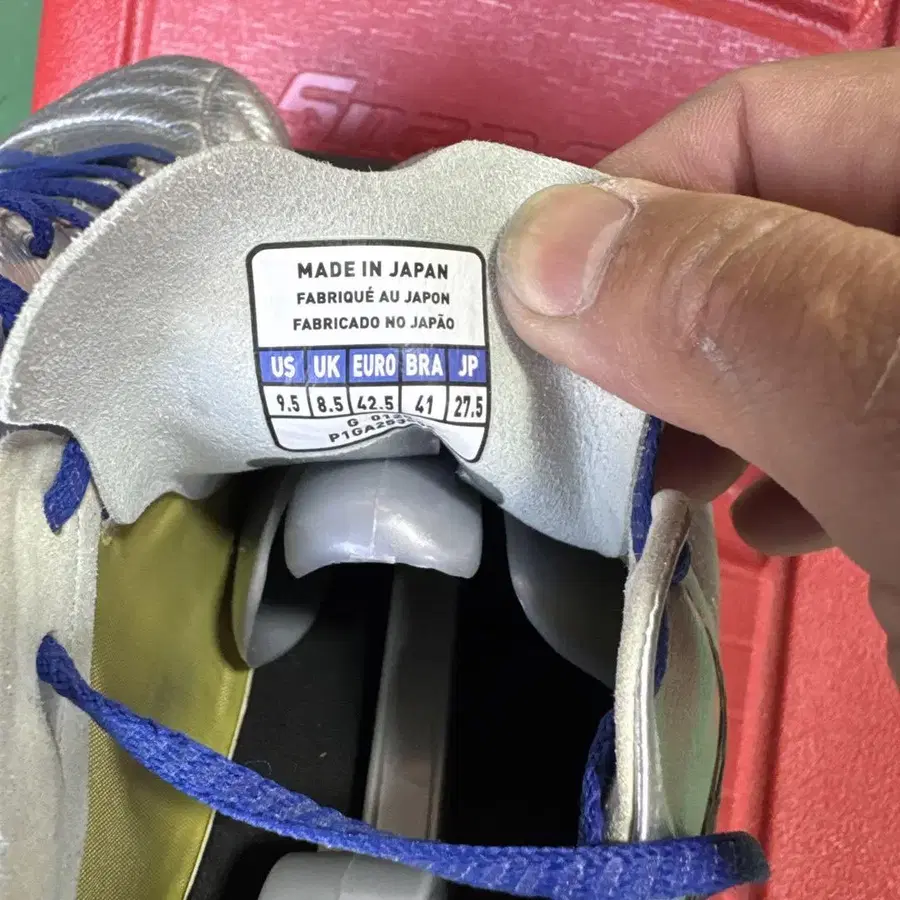 MADE IN JAPAN
FABRIQUÉ AU JAPON
FABRICADO NO JAPÃO
US UK EURO BRA JP
9.5 8.5 42.5 41 27.5
G